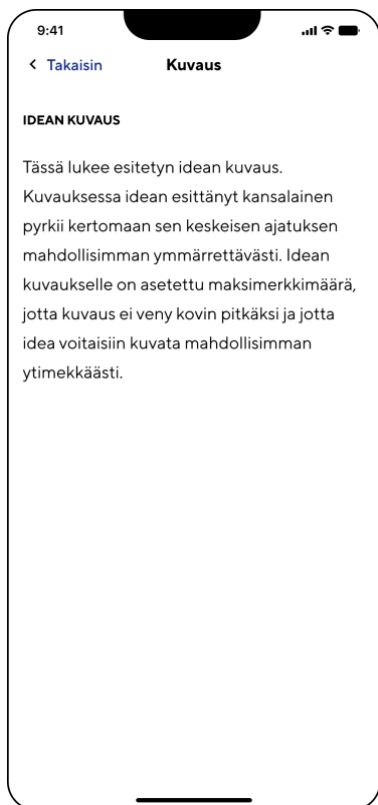 9:41
Takaisin Kuvaus
IDEAN KUVAUS
Tässä lukee esitetyn idean kuvaus.
Kuvauksessa idean esittänyt kansalainen
pyrkii kertomaan sen keskeisen ajatuksen
mahdollisimman ymmärrettävästi. Idean
kuvaukselle on asetettu maksimerkkimäärä,
jotta kuvaus ei veny kovin pitkäksi ja jotta
idea voitaisiin kuvata mahdollisimman
ytimekkäästi.